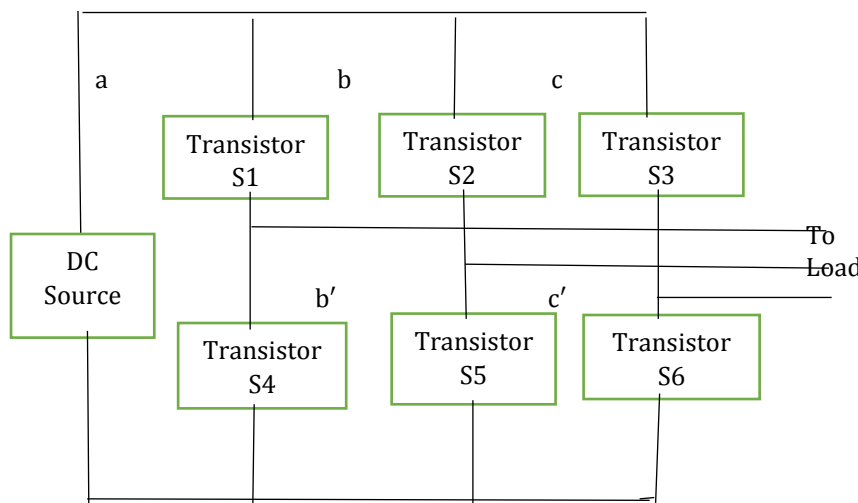 a
b
c
Transistor
S1
Transistor
S2
Transistor
S3
To
Load
DC
Source
b′
c′
Transistor
S4
Transistor
S5
Transistor
S6